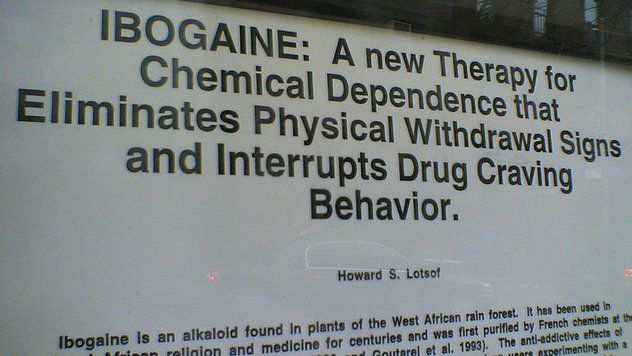 IBOGAINE: A new Therapy for
Chemical Dependence that
Eliminates Physical Withdrawal Signs
and Interrupts Drug Craving
Behavior.
Howard S. Lotsof
Ibogaine is an alkaloid found in plants of the West African rain forest. It has been used in
African religion and medicine for centuries and was first purified by French chemists at the
and Goutarel et al. 1993). The anti-addictive effects of
years experimenting with a